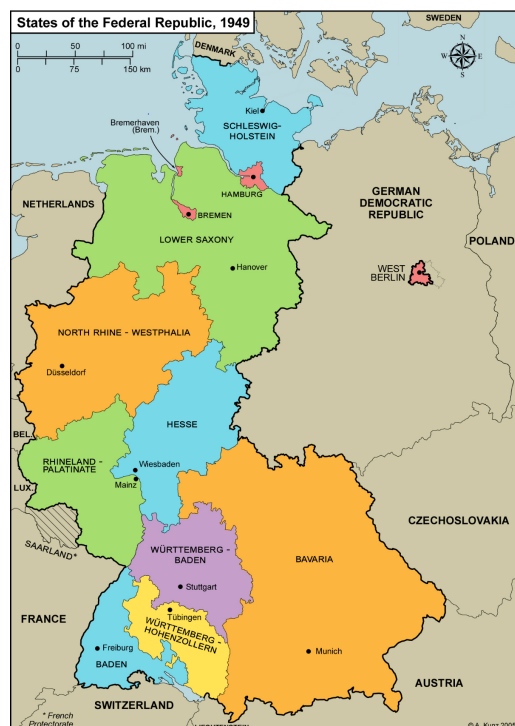 States of the Federal Republic, 1949
0 50 100 mi
0 75 150 km
DENMARK
SWEDEN
N
W E
S
Kiel
Bremerhaven
(Brem.)
SCHLESWIG-
HOLSTEIN
HAMBURG
NETHERLANDS
BREMEN
GERMAN
DEMOCRATIC
REPUBLIC
LOWER SAXONY
POLAND
WEST
BERLIN
Hanover
NORTH RHINE - WESTPHALIA
Düsseldorf
HESSE
BEL.
RHINELAND -
PALATINATE
Wiesbaden
Mainz
LUX.
CZECHOSLOVAKIA
SAARLAND*
WÜRTTEMBERG -
BADEN
BAVARIA
Stuttgart
Tübingen
FRANCE
WÜRTTEMBERG -
HOHENZOLLERN
Freiburg
BADEN
Munich
AUSTRIA
SWITZERLAND
* French
Protectorate
LIECHTENSTEIN
© A. Kunz 2005